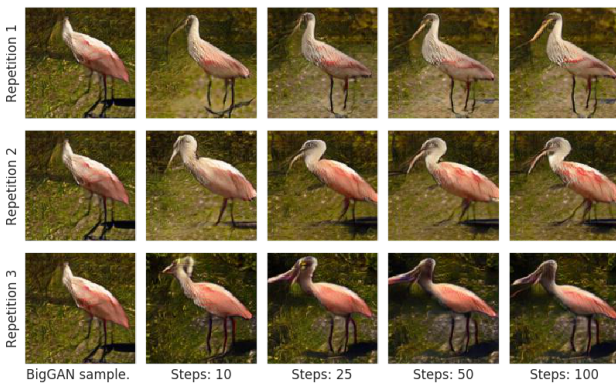 Repetition 1
Repetition 2
Repetition 3
BigGAN sample. Steps: 10 Steps: 25 Steps: 50 Steps: 100